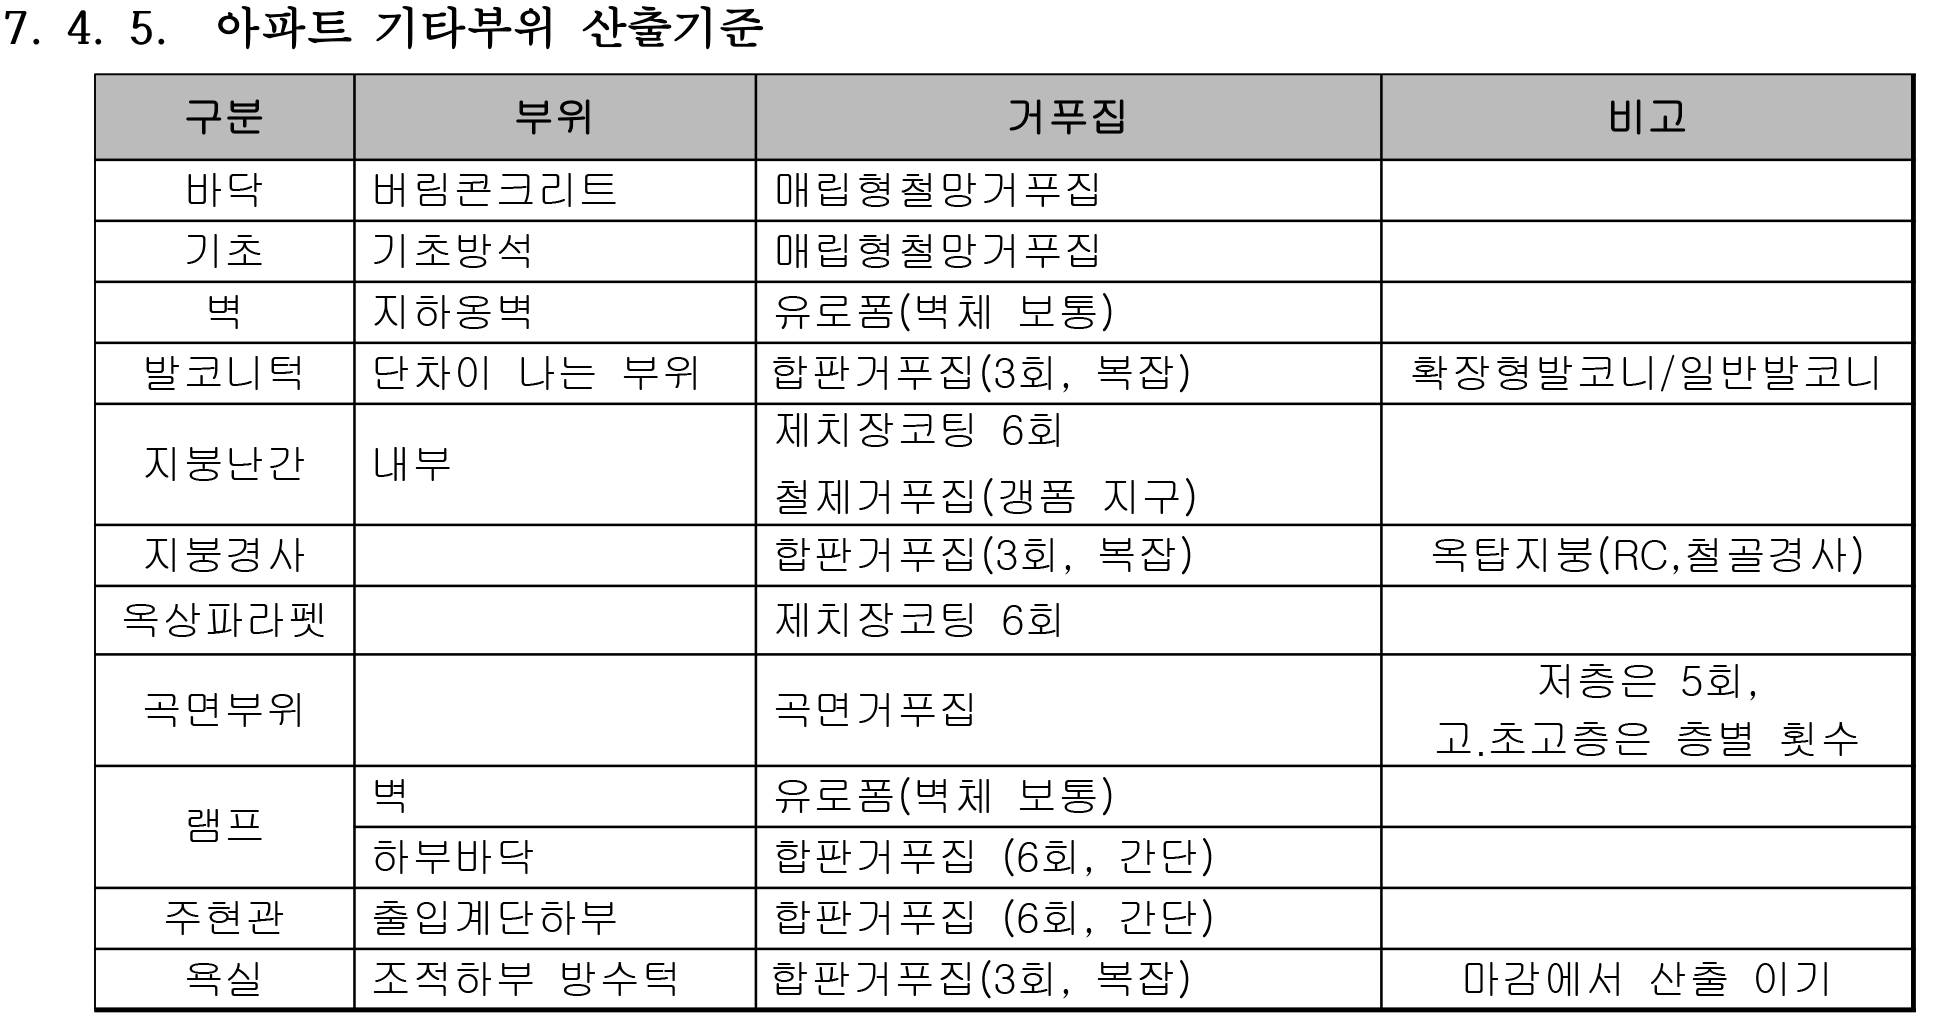 7. 4. 5. 아파트 기타부위 산출기준
구분 부위 거푸집 비고
바닥 버림콘크리트 매립형철망거푸집
기초 기초방석 매립형철망거푸집
벽 지하옹벽 유로폼(벽체 보통)
발코니턱 단차이 나는 부위 합판거푸집(3회, 복잡) 확장형발코니/일반발코니
지붕난간 내부 제치장코팅 6회
철제거푸집(갱폼 지구)
지붕경사 합판거푸집(3회, 복잡) 옥탑지붕(RC,철골경사)
옥상파라펫 제치장코팅 6회
곡면부위 곡면거푸집 저층은 5회,
고.초고층은 층별 횟수
램프 벽 유로폼(벽체 보통)
하부바닥 합판거푸집 (6회, 간단)
주현관 출입계단하부 합판거푸집 (6회, 간단)
욕실 조적하부 방수턱 합판거푸집(3회, 복잡) 마감에서 산출 이기